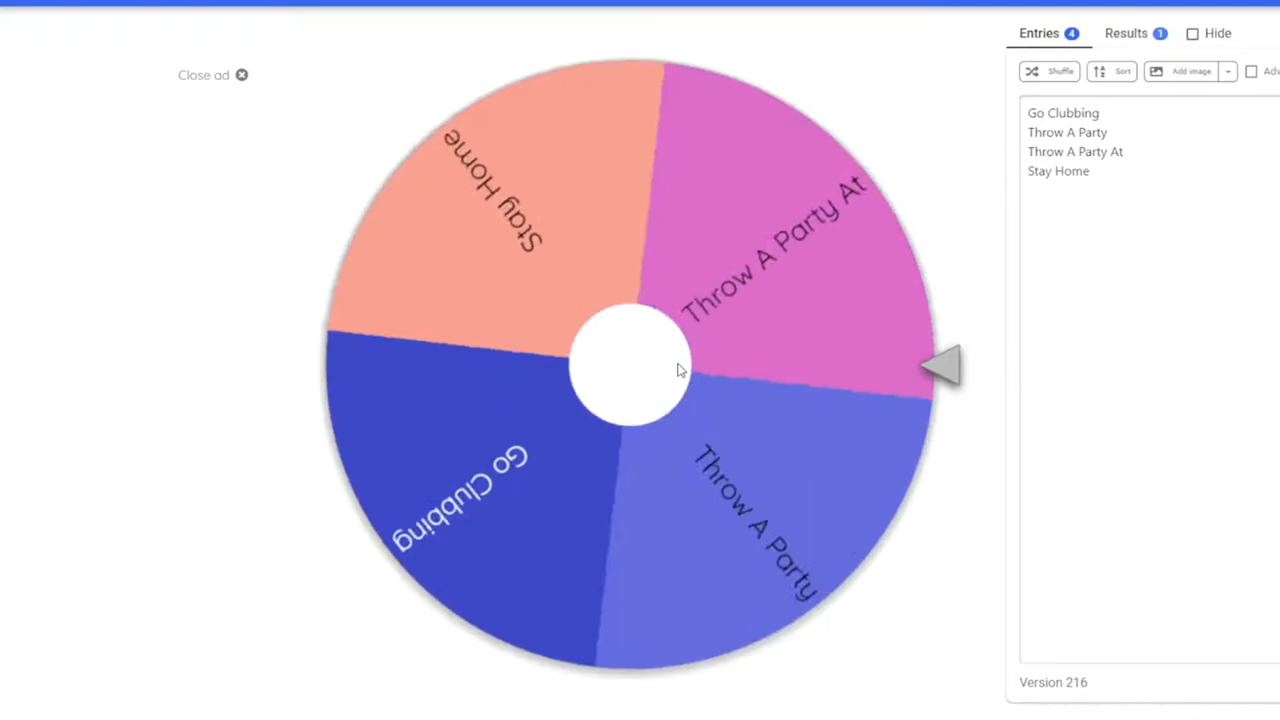 Entries 4 Results 1 Hide
Close ad
Shuffle Sort Add image
Go Clubbing
Throw A Party
Throw A Party At
Stay Home
Stay Home
Throw A Party At
Go Clubbing
Throw A Party
Version 216